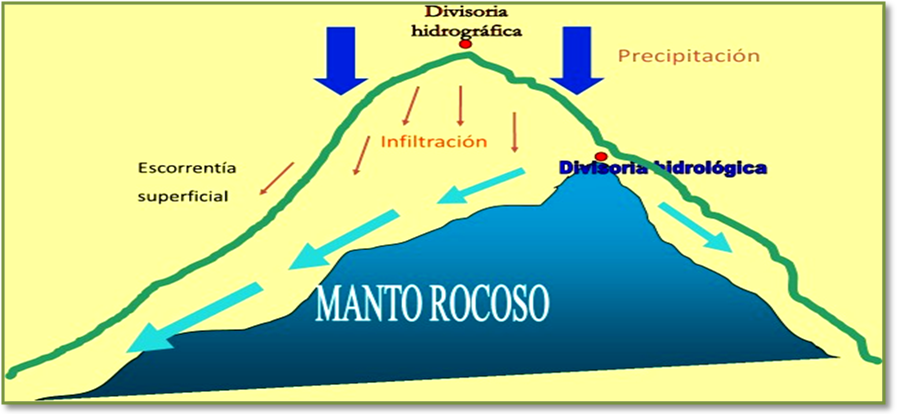 Divisoria
hidrográfica
Precipitación
Infiltración
Escorrentía
superficial
Divisoria hidrológica
MANTO ROCOSO